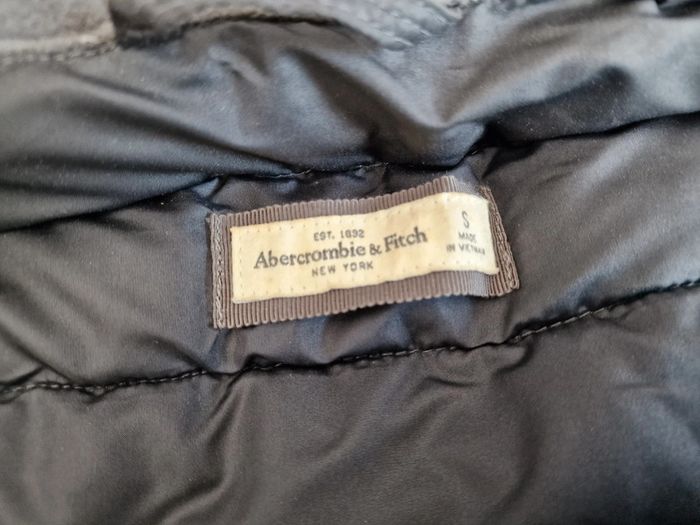 EST. 1892
Abercrombie & Fitch
NEW YORK
S
MADE
IN VIETNAM